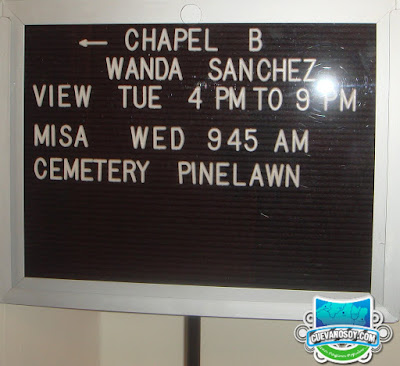 ← CHAPEL B
WANDA SANCHEZ
VIEW TUE 4 PM TO 9 PM
MISA WED 945 AM
CEMETERY PINELAWN
CUEVANOSOY.COM